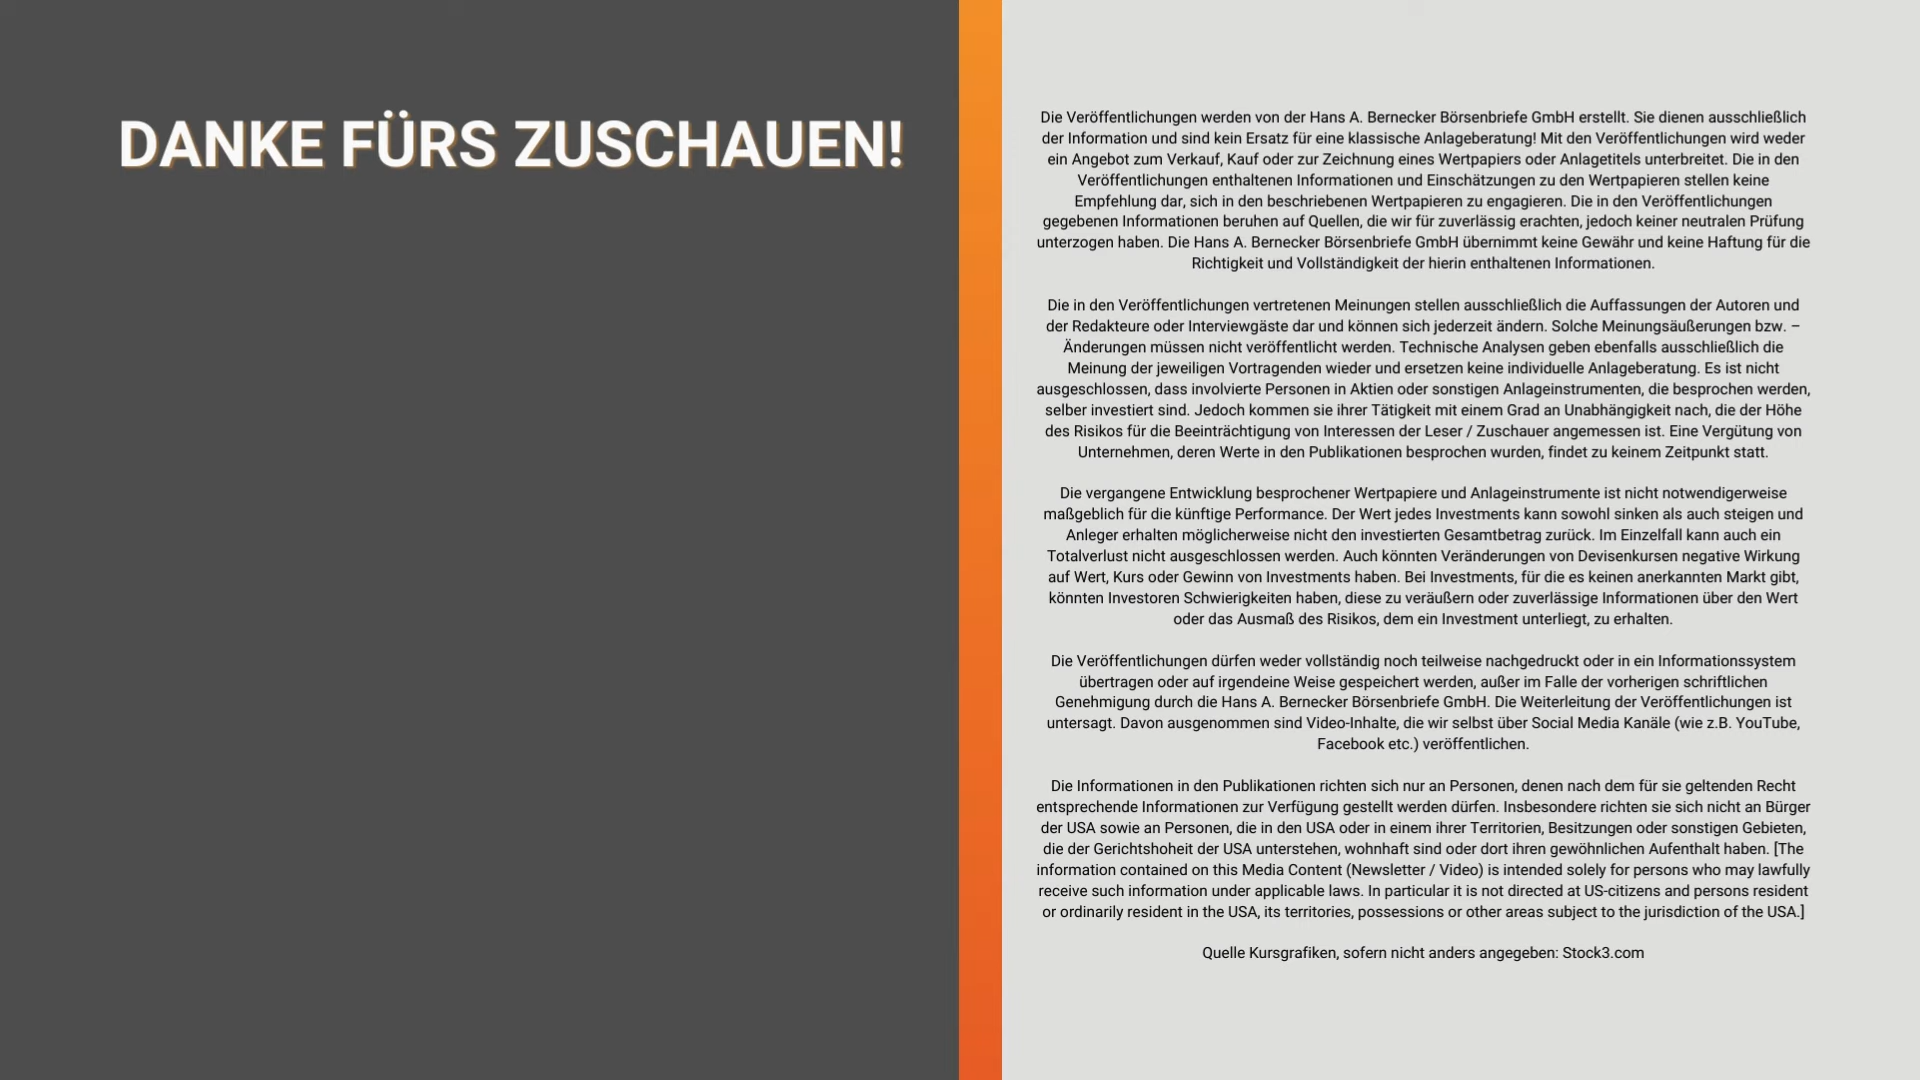 DANKE FÜRS ZUSCHAUEN!
Die Veröffentlichungen werden von der Hans A. Bernecker Börsenbriefe GmbH erstellt. Sie dienen ausschließlich
der Information und sind kein Ersatz für eine klassische Anlageberatung! Mit den Veröffentlichungen wird weder
ein Angebot zum Verkauf, Kauf oder zur Zeichnung eines Wertpapiers oder Anlagetitels unterbreitet. Die in den
Veröffentlichungen enthaltenen Informationen und Einschätzungen zu den Wertpapieren stellen keine
Empfehlung dar, sich in den beschriebenen Wertpapieren zu engagieren. Die in den Veröffentlichungen
gegebenen Informationen beruhen auf Quellen, die wir für zuverlässig erachten, jedoch keiner neutralen Prüfung
unterzogen haben. Die Hans A. Bernecker Börsenbriefe GmbH übernimmt keine Gewähr und keine Haftung für die
Richtigkeit und Vollständigkeit der hierin enthaltenen Informationen.
Die in den Veröffentlichungen vertretenen Meinungen stellen ausschließlich die Auffassungen der Autoren und
der Redakteure oder Interviewgäste dar und können sich jederzeit ändern. Solche Meinungsäußerungen bzw. –
Änderungen müssen nicht veröffentlicht werden. Technische Analysen geben ebenfalls ausschließlich die
Meinung der jeweiligen Vortragenden wieder und ersetzen keine individuelle Anlageberatung. Es ist nicht
ausgeschlossen, dass involvierte Personen in Aktien oder sonstigen Anlageinstrumenten, die besprochen werden,
selber investiert sind. Jedoch kommen sie ihrer Tätigkeit mit einem Grad an Unabhängigkeit nach, die der Höhe
des Risikos für die Beeinträchtigung von Interessen der Leser / Zuschauer angemessen ist. Eine Vergütung von
Unternehmen, deren Werte in den Publikationen besprochen wurden, findet zu keinem Zeitpunkt statt.
Die vergangene Entwicklung besprochener Wertpapiere und Anlageinstrumente ist nicht notwendigerweise
maßgeblich für die künftige Performance. Der Wert jedes Investments kann sowohl sinken als auch steigen und
Anleger erhalten möglicherweise nicht den investierten Gesamtbetrag zurück. Im Einzelfall kann auch ein
Totalverlust nicht ausgeschlossen werden. Auch könnten Veränderungen von Devisenkursen negative Wirkung
auf Wert, Kurs oder Gewinn von Investments haben. Bei Investments, für die es keinen anerkannten Markt gibt,
könnten Investoren Schwierigkeiten haben, diese zu veräußern oder zuverlässige Informationen über den Wert
oder das Ausmaß des Risikos, dem ein Investment unterliegt, zu erhalten.
Die Veröffentlichungen dürfen weder vollständig noch teilweise nachgedruckt oder in ein Informationssystem
übertragen oder auf irgendeine Weise gespeichert werden, außer im Falle der vorherigen schriftlichen
Genehmigung durch die Hans A. Bernecker Börsenbriefe GmbH. Die Weiterleitung der Veröffentlichungen ist
untersagt. Davon ausgenommen sind Video-Inhalte, die wir selbst über Social Media Kanäle (wie z.B. YouTube,
Facebook etc.) veröffentlichen.
Die Informationen in den Publikationen richten sich nur an Personen, denen nach dem für sie geltenden Recht
entsprechende Informationen zur Verfügung gestellt werden dürfen. Insbesondere richten sie sich nicht an Bürger
der USA sowie an Personen, die in den USA oder in einem ihrer Territorien, Besitzungen oder sonstigen Gebieten,
die der Gerichtshoheit der USA unterstehen, wohnhaft sind oder dort ihren gewöhnlichen Aufenthalt haben. [The
information contained on this Media Content (Newsletter / Video) is intended solely for persons who may lawfully
receive such information under applicable laws. In particular it is not directed at US-citizens and persons resident
or ordinarily resident in the USA, its territories, possessions or other areas subject to the jurisdiction of the USA.]
Quelle Kursgrafiken, sofern nicht anders angegeben: Stock3.com